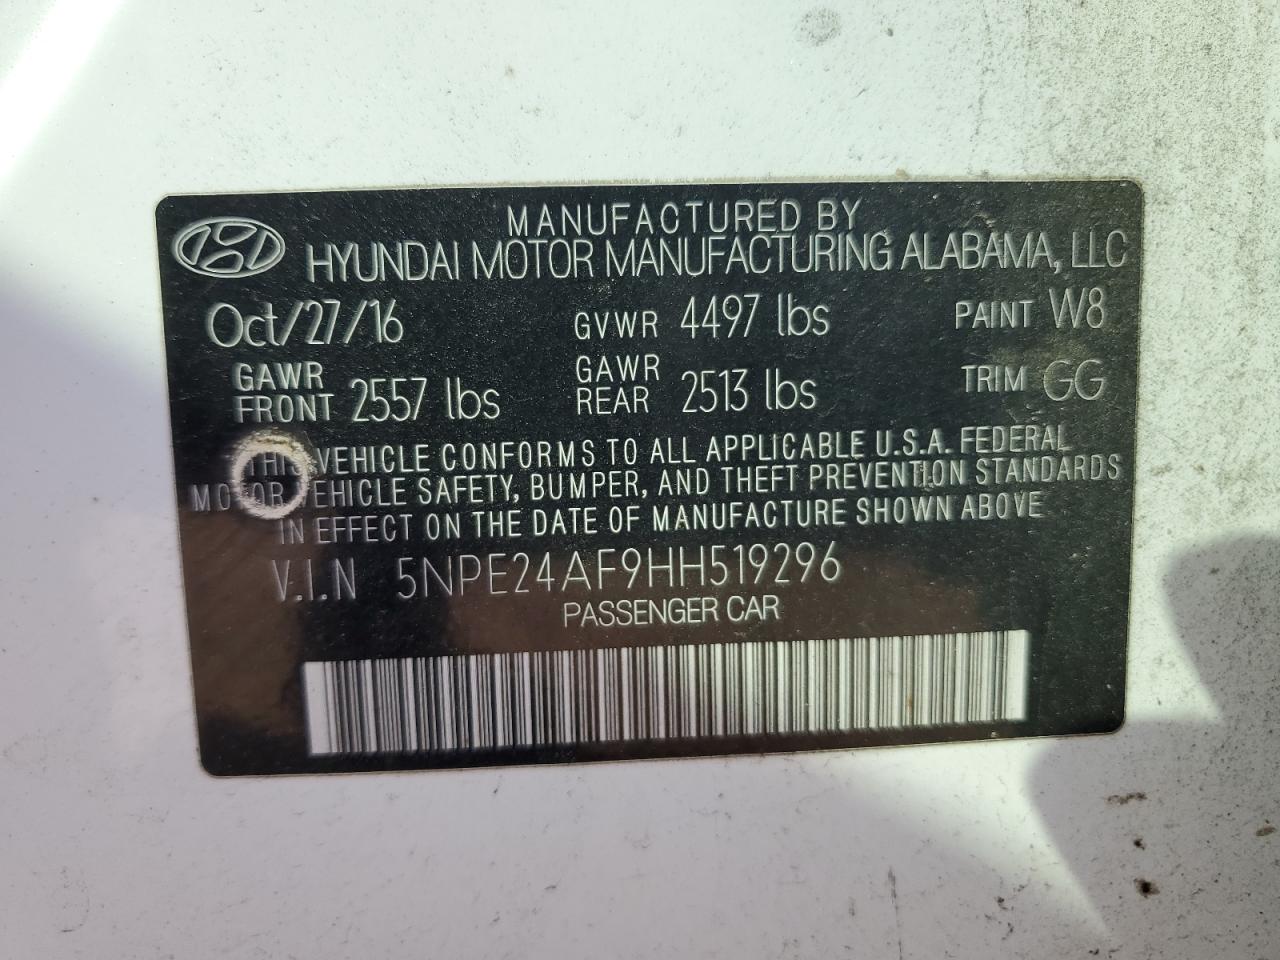 MANUFACTURED BY
HYUNDAI MOTOR MANUFACTURING ALABAMA, LLC
Oct/27/16 GVWR 4497 lbs PAINT W8
GAWR FRONT 2557 lbs GAWR REAR 2513 lbs TRIM GG
THIS VEHICLE CONFORMS TO ALL APPLICABLE U.S.A. FEDERAL
MOTOR VEHICLE SAFETY, BUMPER, AND THEFT PREVENTION STANDARDS
IN EFFECT ON THE DATE OF MANUFACTURE SHOWN ABOVE
V.I.N 5NPE24AF9HH519296
PASSENGER CAR